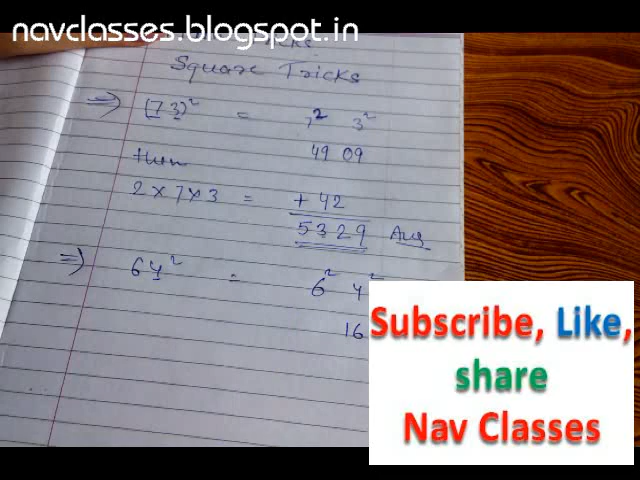 navclasses.blogspot.in
Square Tricks
⇒ (73)² = 7² 3²
49 09
then
2 × 7 × 3 = + 42
5329 Ans
⇒ 64² = 6² 4²
16
Subscribe, Like,
share
Nav Classes